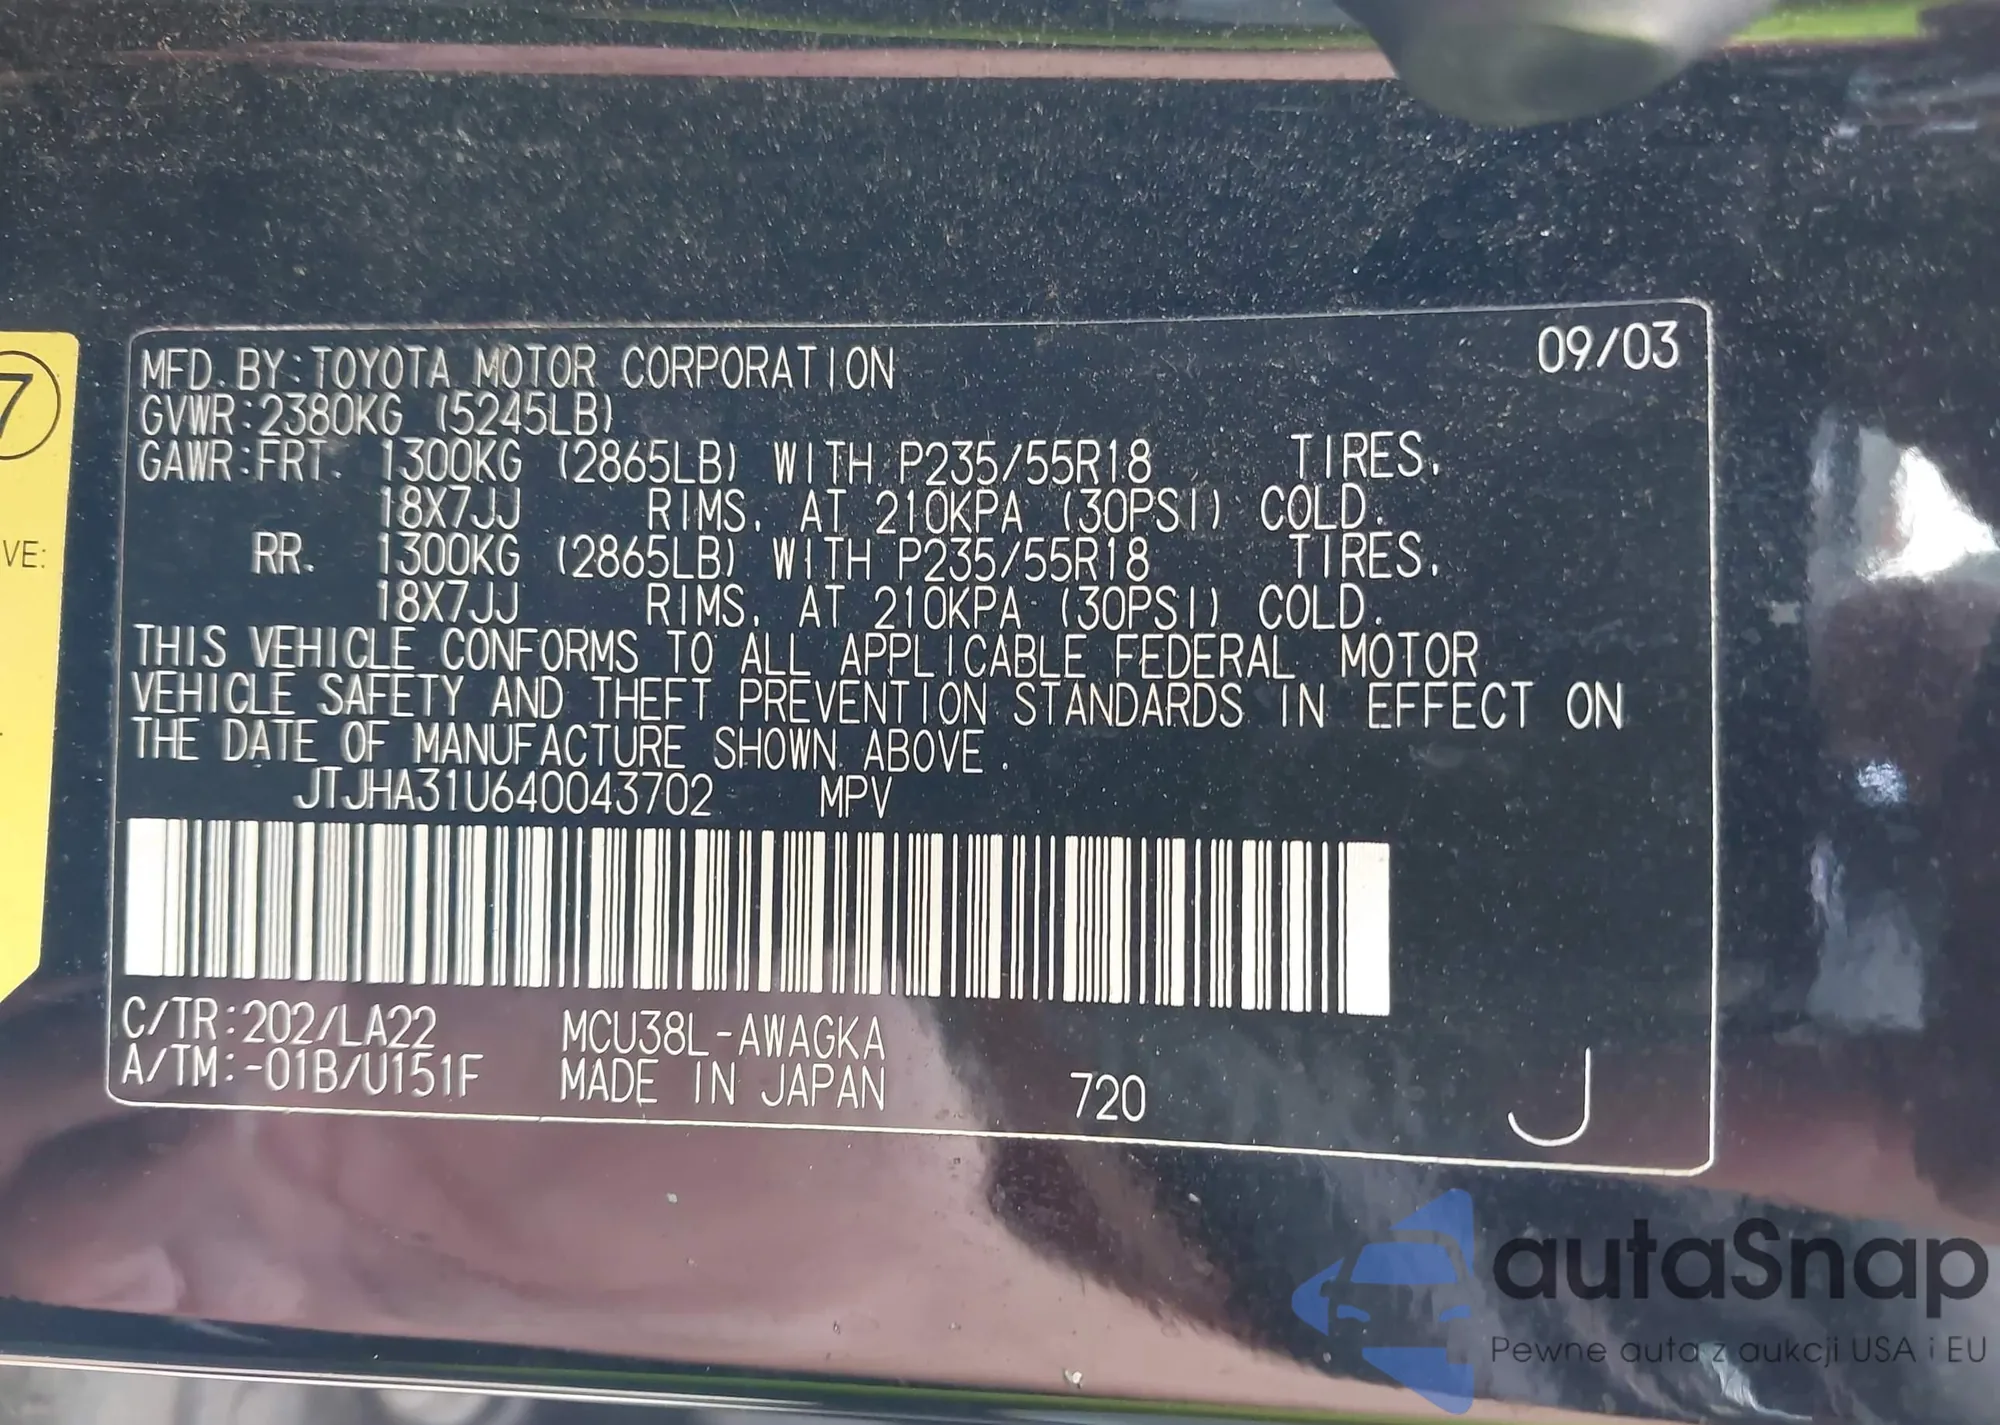 09/03
MFD. BY:TOYOTA MOTOR CORPORATION
GVWR:2380KG (5245LB)
GAWR:FRT. 1300KG (2865LB) WITH P235/55R18 TIRES,
18X7JJ RIMS, AT 210KPA (30PSI) COLD.
RR. 1300KG (2865LB) WITH P235/55R18 TIRES,
18X7JJ RIMS, AT 210KPA (30PSI) COLD.
THIS VEHICLE CONFORMS TO ALL APPLICABLE FEDERAL MOTOR
VEHICLE SAFETY AND THEFT PREVENTION STANDARDS IN EFFECT ON
THE DATE OF MANUFACTURE SHOWN ABOVE.
JTJHA31U640043702 MPV
C/TR:202/LA22 MCU38L-AWAGKA
A/TM:-01B/U151F MADE IN JAPAN 720 J
7
VE:
autaSnap
Pewne auta z aukcji USA i EU